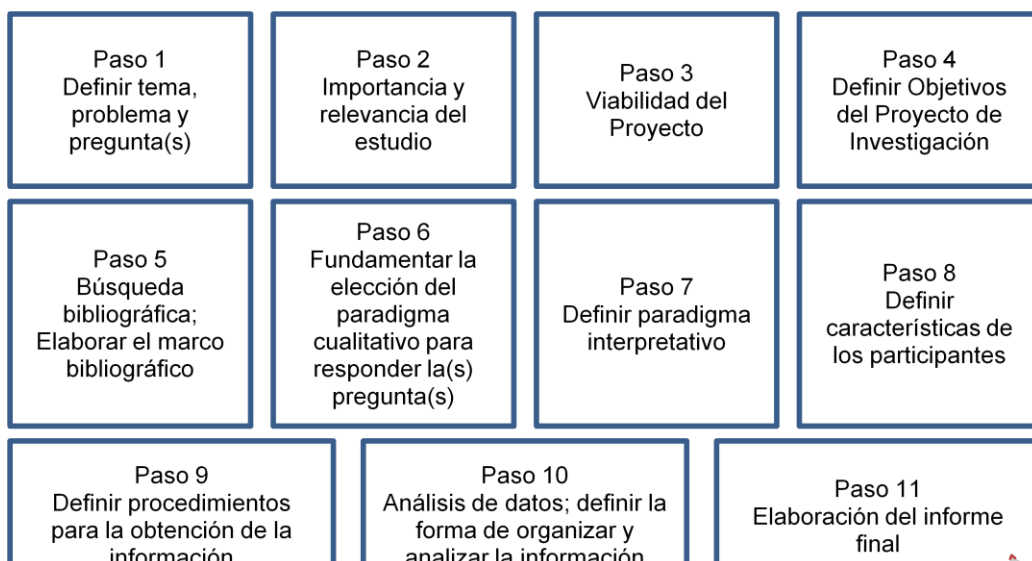 Paso 1
Definir tema,
problema y
pregunta(s)
Paso 2
Importancia y
relevancia del
estudio
Paso 3
Viabilidad del
Proyecto
Paso 4
Definir Objetivos
del Proyecto de
Investigación
Paso 5
Búsqueda
bibliográfica;
Elaborar el marco
bibliográfico
Paso 6
Fundamentar la
elección del
paradigma
cualitativo para
responder la(s)
pregunta(s)
Paso 7
Definir paradigma
interpretativo
Paso 8
Definir
características de
los participantes
Paso 9
Definir procedimientos
para la obtención de la
información
Paso 10
Análisis de datos; definir la
forma de organizar y
analizar la información
Paso 11
Elaboración del informe
final